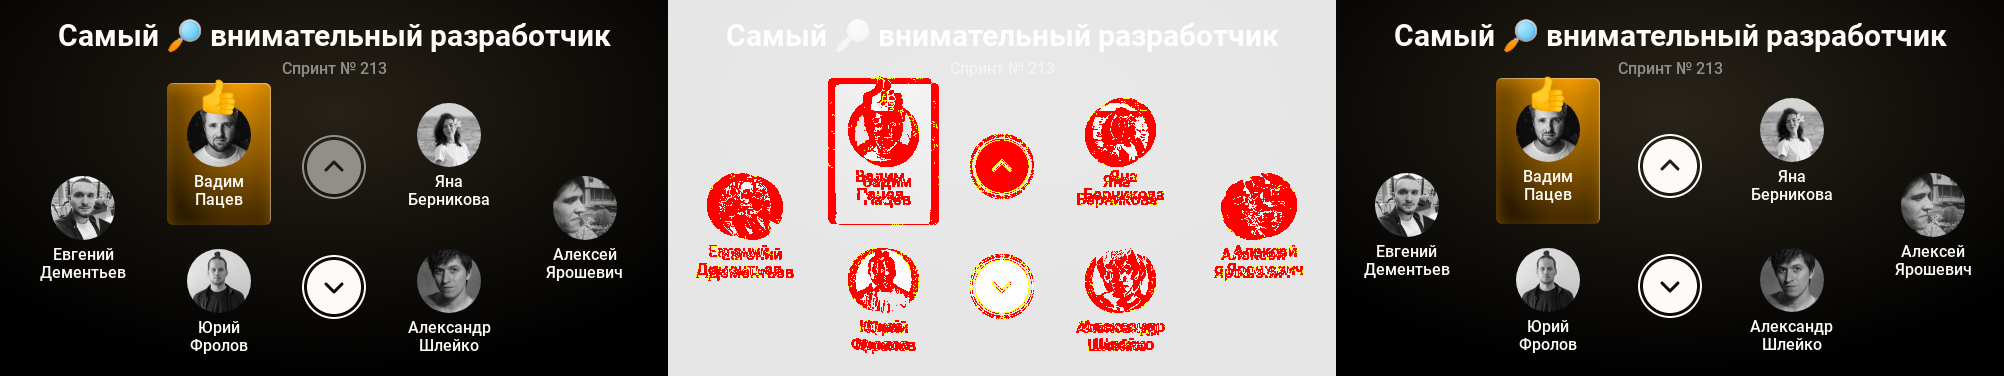 Самый 🔎 внимательный разработчик
Спринт № 213
Вадим
Пацев
Яна
Берникова
Евгений
Дементьев
Алексей
Ярошевич
Юрий
Фролов
Александр
Шлейко
Самый 🔎 внимательный разработчик
Спринт № 213
Вадим
Пацев
Яна
Берникова
Евгений
Дементьев
Алексей
Ярошевич
Юрий
Фролов
Александр
Шлейко
Самый 🔎 внимательный разработчик
Спринт № 213
Вадим
Пацев
Яна
Берникова
Евгений
Дементьев
Алексей
Ярошевич
Юрий
Фролов
Александр
Шлейко